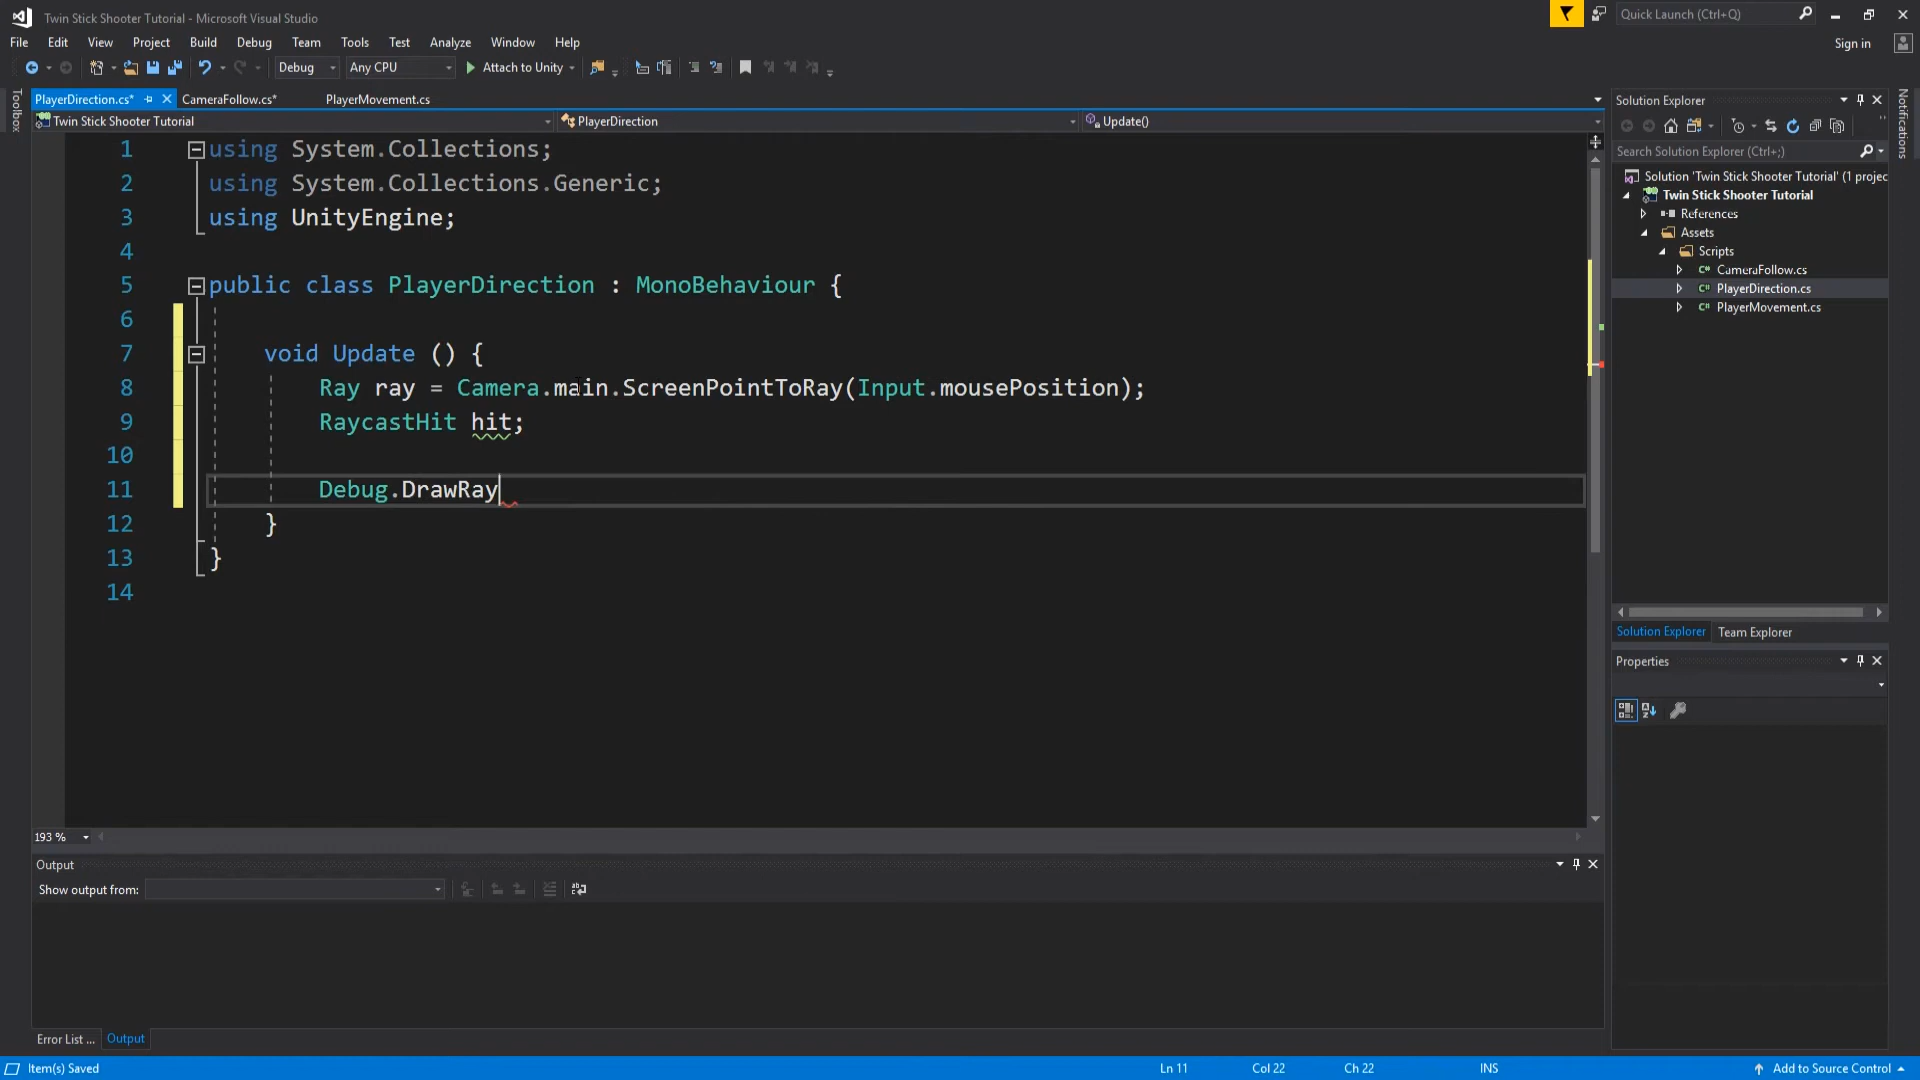 Twin Stick Shooter Tutorial - Microsoft Visual Studio
Quick Launch (Ctrl+Q)
File Edit View Project Build Debug Team Tools Test Analyze Window Help
Sign in
Debug Any CPU Attach to Unity
PlayerDirection.cs* CameraFollow.cs* PlayerMovement.cs
Twin Stick Shooter Tutorial PlayerDirection Update()
Toolbox
1 using System.Collections;
2 using System.Collections.Generic;
3 using UnityEngine;
4
5 public class PlayerDirection : MonoBehaviour {
6
7 void Update () {
8 Ray ray = Camera.main.ScreenPointToRay(Input.mousePosition);
9 RaycastHit hit;
10
11 Debug.DrawRay
12 }
13 }
14
193 %
Output
Show output from:
Error List ... Output
Solution Explorer
Search Solution Explorer (Ctrl+;)
Solution 'Twin Stick Shooter Tutorial' (1 projec
Twin Stick Shooter Tutorial
References
Assets
Scripts
CameraFollow.cs
PlayerDirection.cs
PlayerMovement.cs
Solution Explorer Team Explorer
Properties
Notifications
Item(s) Saved Ln 11 Col 22 Ch 22 INS Add to Source Control